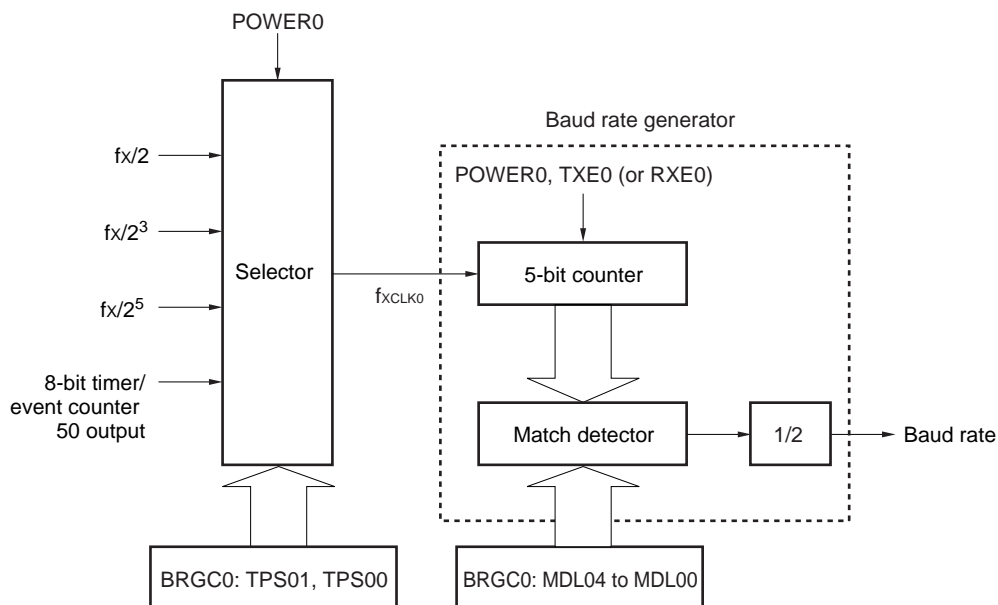 POWER0
Baud rate generator
fX/2
POWER0, TXE0 (or RXE0)
fX/2³
Selector
5-bit counter
fXCLK0
fX/2⁵
8-bit timer/
event counter
50 output
Match detector
1/2
Baud rate
BRGC0: TPS01, TPS00
BRGC0: MDL04 to MDL00